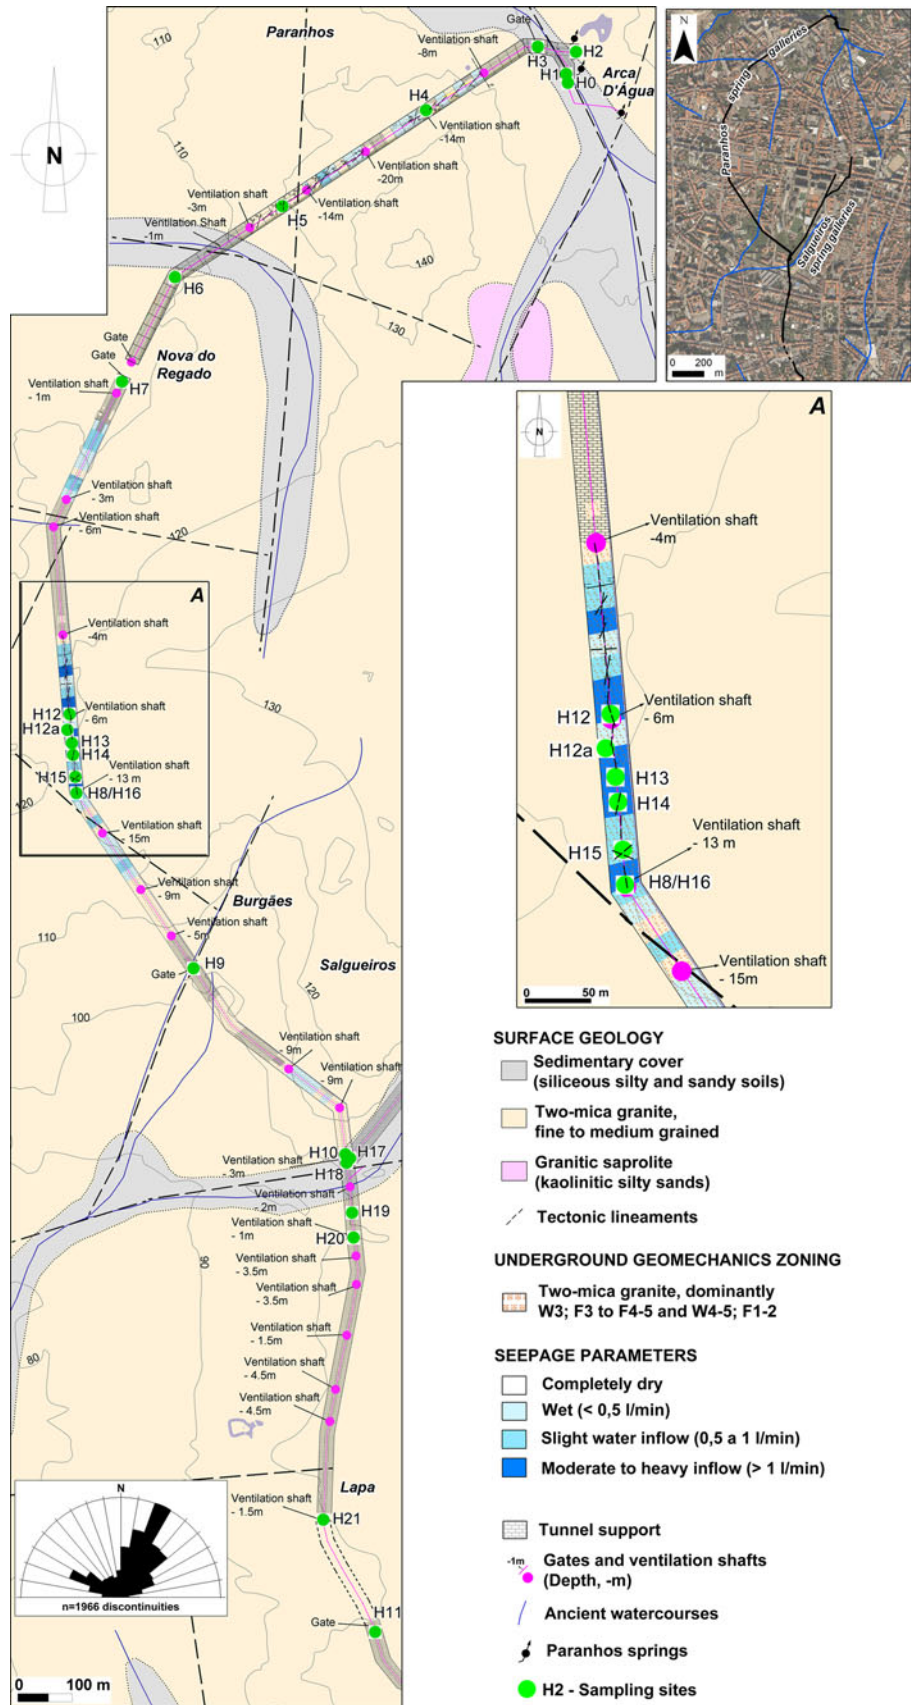 Paranhos
Gate
Ventilation shaft
-8m
H3
H2
H1
H0
Arca
D'Água
110
H4
Ventilation shaft
-14m
Ventilation shaft
-20m
110
N
Ventilation shaft
-3m
Ventilation shaft
-14m
H5
Ventilation Shaft
-1m
140
H6
130
Gate
Gate
Nova do
Regado
H7
Ventilation shaft
- 1m
Ventilation shaft
- 3m
Ventilation shaft
- 6m
120
A
Ventilation shaft
-4m
130
H12
Ventilation shaft
- 6m
H12a
H13
H14
H15
Ventilation shaft
- 13 m
H8/H16
120
Ventilation shaft
- 15m
Ventilation shaft
- 9m
Burgães
Ventilation shaft
- 5m
110
H9
Gate
Salgueiros
120
100
Ventilation shaft
- 9m
Ventilation shaft
- 9m
H10
H17
Ventilation shaft
- 3m
H18
Ventilation shaft
- 2m
H19
Ventilation shaft
- 1m
H20
Ventilation shaft
- 3.5m
90
Ventilation shaft
- 3.5m
Ventilation shaft
- 1.5m
80
Ventilation shaft
- 4.5m
Ventilation shaft
- 4.5m
Lapa
Ventilation shaft
- 1.5m
H21
N
n=1966 discontinuities
H11
Gate
0 100 m
N
Paranhos spring galleries
Salgueiros
spring galleries
0 200
m
A
N
Ventilation shaft
-4m
H12
Ventilation shaft
- 6m
H12a
H13
H14
Ventilation shaft
- 13 m
H15
H8/H16
Ventilation shaft
- 15m
0 50 m
SURFACE GEOLOGY
Sedimentary cover
(siliceous silty and sandy soils)
Two-mica granite,
fine to medium grained
Granitic saprolite
(kaolinitic silty sands)
Tectonic lineaments
UNDERGROUND GEOMECHANICS ZONING
Two-mica granite, dominantly
W3; F3 to F4-5 and W4-5; F1-2
SEEPAGE PARAMETERS
Completely dry
Wet (< 0,5 l/min)
Slight water inflow (0,5 a 1 l/min)
Moderate to heavy inflow (> 1 l/min)
Tunnel support
-1m
Gates and ventilation shafts
(Depth, -m)
Ancient watercourses
Paranhos springs
H2 - Sampling sites